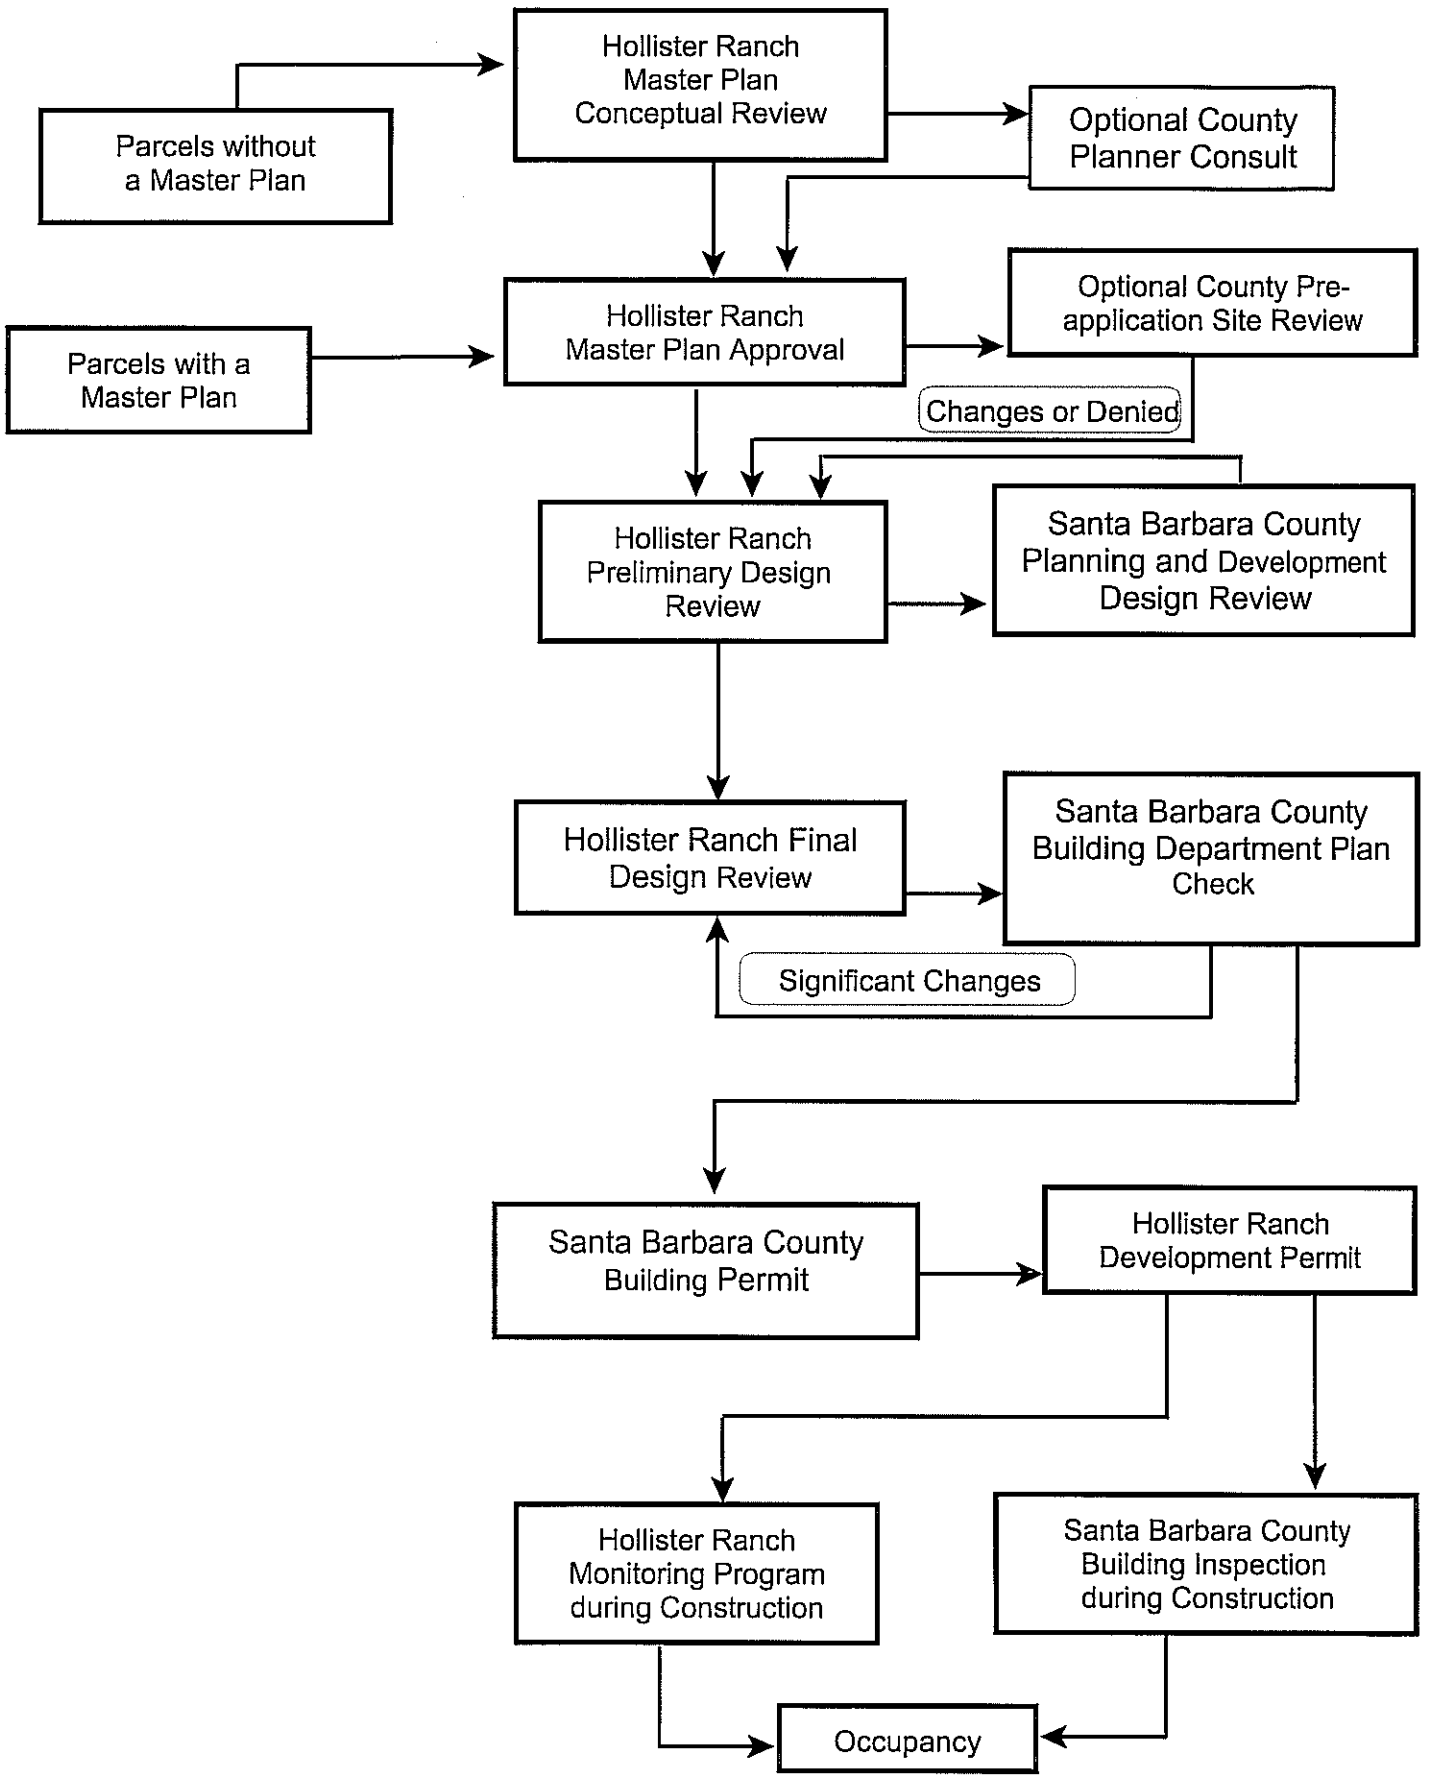 Hollister Ranch
Master Plan
Conceptual Review
Optional County
Planner Consult
Parcels without
a Master Plan
Hollister Ranch
Master Plan Approval
Optional County Pre-
application Site Review
Parcels with a
Master Plan
Changes or Denied
Hollister Ranch
Preliminary Design
Review
Santa Barbara County
Planning and Development
Design Review
Hollister Ranch Final
Design Review
Santa Barbara County
Building Department Plan
Check
Significant Changes
Santa Barbara County
Building Permit
Hollister Ranch
Development Permit
Hollister Ranch
Monitoring Program
during Construction
Santa Barbara County
Building Inspection
during Construction
Occupancy